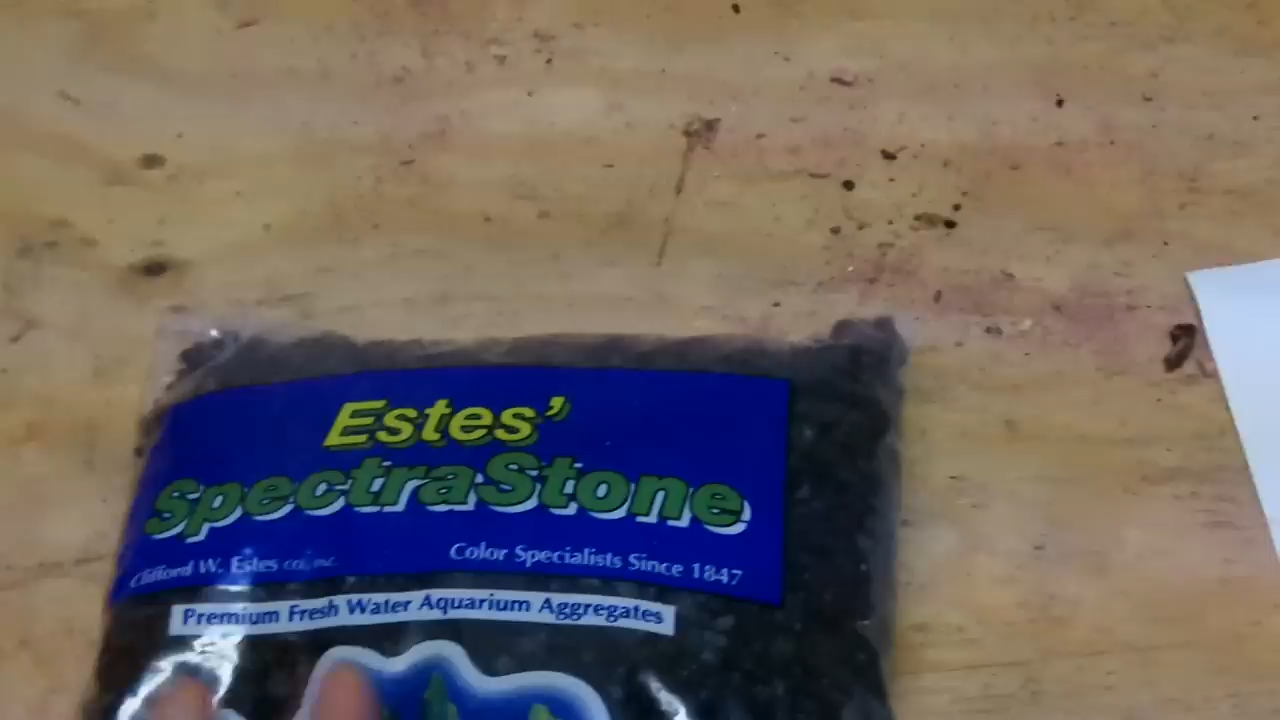 Estes'
SpectraStone
Clifford W. Estes CO., INC.
Color Specialists Since 1847
Premium Fresh Water Aquarium Aggregates